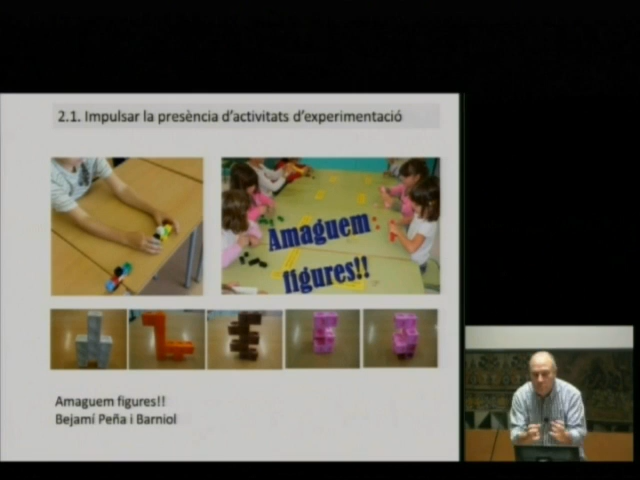 2.1. Impulsar la presència d'activitats d'experimentació
Amaguem
figures!!
Amaguem figures!!
Bejamí Peña i Barniol